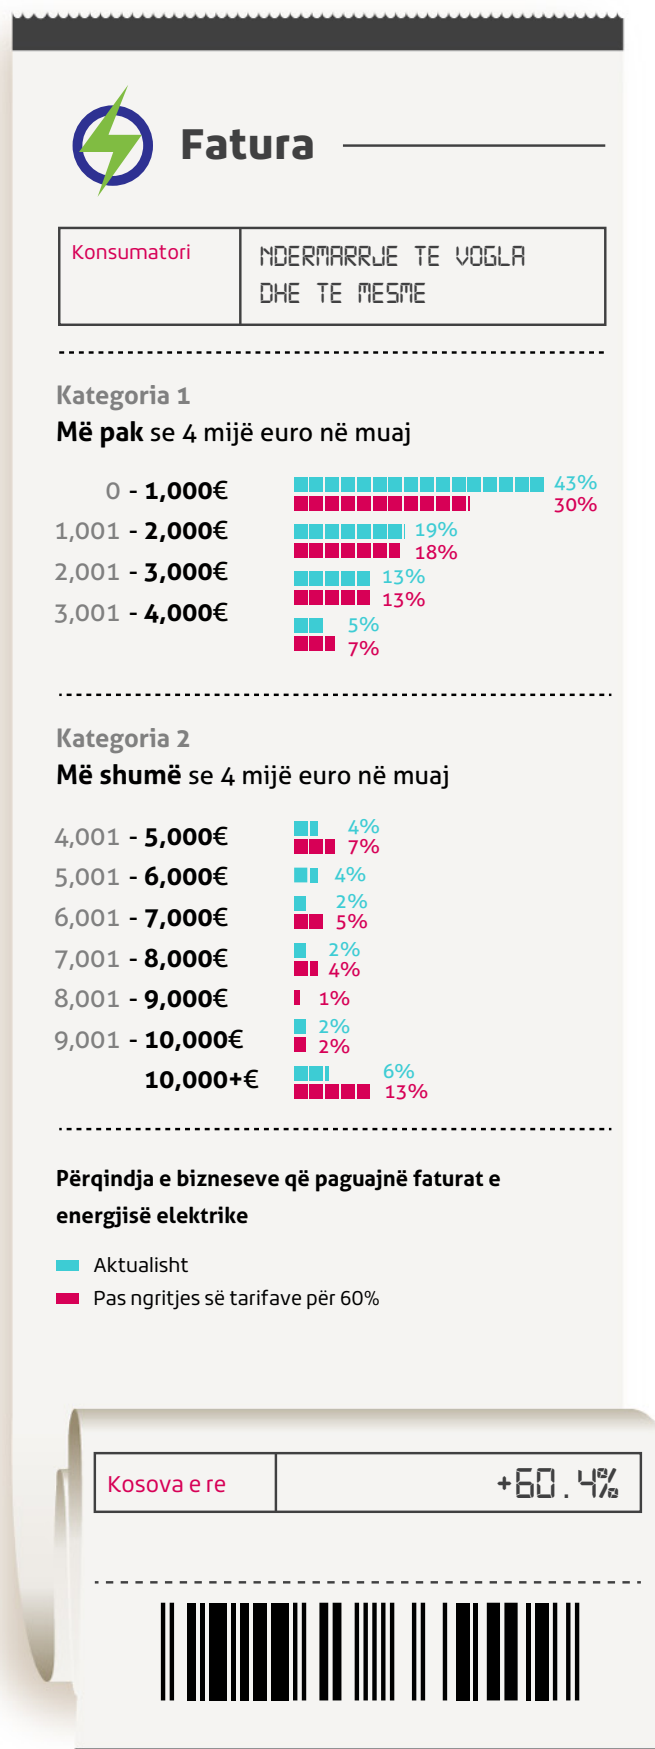 Fatura
Konsumatori
NDERMARRJE TE VOGLA
DHE TE MESME
Kategoria 1
Më pak se 4 mijë euro në muaj
0 - 1,000€
43%
30%
1,001 - 2,000€
19%
18%
2,001 - 3,000€
13%
13%
3,001 - 4,000€
5%
7%
Kategoria 2
Më shumë se 4 mijë euro në muaj
4,001 - 5,000€
4%
7%
5,001 - 6,000€
4%
6,001 - 7,000€
2%
5%
7,001 - 8,000€
2%
4%
8,001 - 9,000€
1%
9,001 - 10,000€
2%
2%
10,000+€
6%
13%
Përqindja e bizneseve që paguajnë faturat e
energjisë elektrike
Aktualisht
Pas ngritjes së tarifave për 60%
Kosova e re
+60.4%